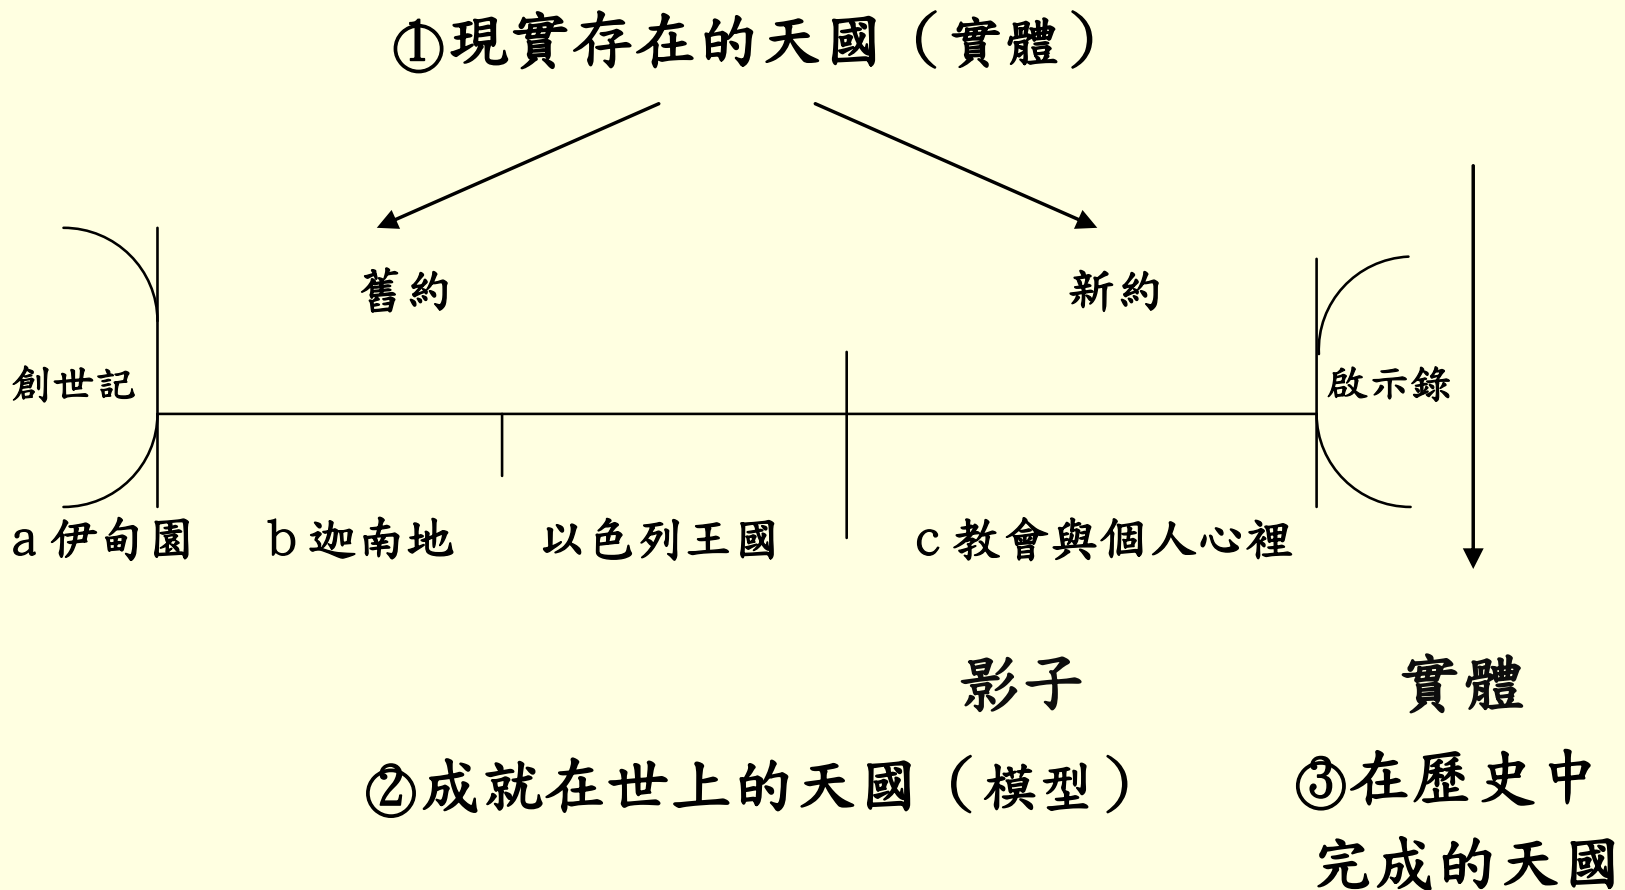 ①現實存在的天國（實體）
舊約
新約
創世記
啟示錄
a伊甸園
b迦南地
以色列王國
c教會與個人心裡
影子
實體
②成就在世上的天國（模型）
③在歷史中
完成的天國